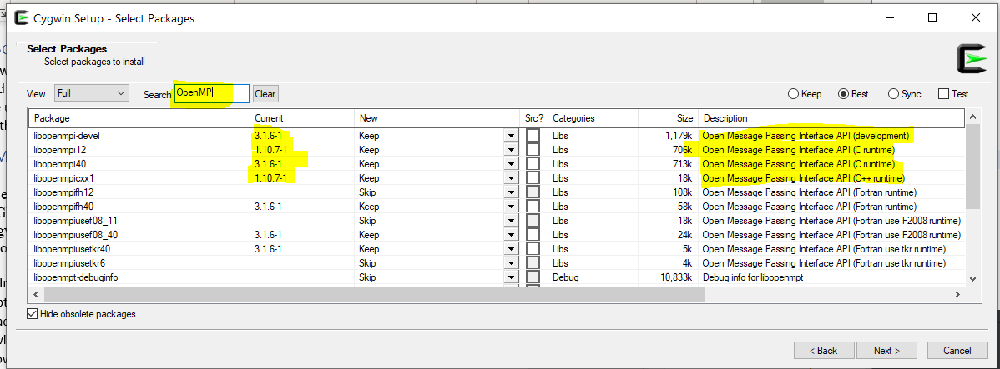 Cygwin Setup - Select Packages
Select Packages
Select packages to install
View Full Search OpenMP Clear Keep Best Sync Test
Package Current New Src? Categories Size Description
libopenmpi-devel 3.1.6-1 Keep Libs 1,179k Open Message Passing Interface API (development)
libopenmpi12 1.10.7-1 Keep Libs 706k Open Message Passing Interface API (C runtime)
libopenmpi40 3.1.6-1 Keep Libs 713k Open Message Passing Interface API (C runtime)
libopenmpicxx1 1.10.7-1 Keep Libs 18k Open Message Passing Interface API (C++ runtime)
libopenmpifh12 Skip Libs 108k Open Message Passing Interface API (Fortran runtime)
libopenmpifh40 3.1.6-1 Keep Libs 58k Open Message Passing Interface API (Fortran runtime)
libopenmpiusef08_11 Skip Libs 18k Open Message Passing Interface API (Fortran use F2008 runtime)
libopenmpiusef08_40 3.1.6-1 Keep Libs 24k Open Message Passing Interface API (Fortran use F2008 runtime)
libopenmpiusetkr40 3.1.6-1 Keep Libs 5k Open Message Passing Interface API (Fortran use tkr runtime)
libopenmpiusetkr6 Skip Libs 4k Open Message Passing Interface API (Fortran use tkr runtime)
libopenmpt-debuginfo Skip Debug 10,833k Debug info for libopenmpt
Hide obsolete packages
< Back Next > Cancel